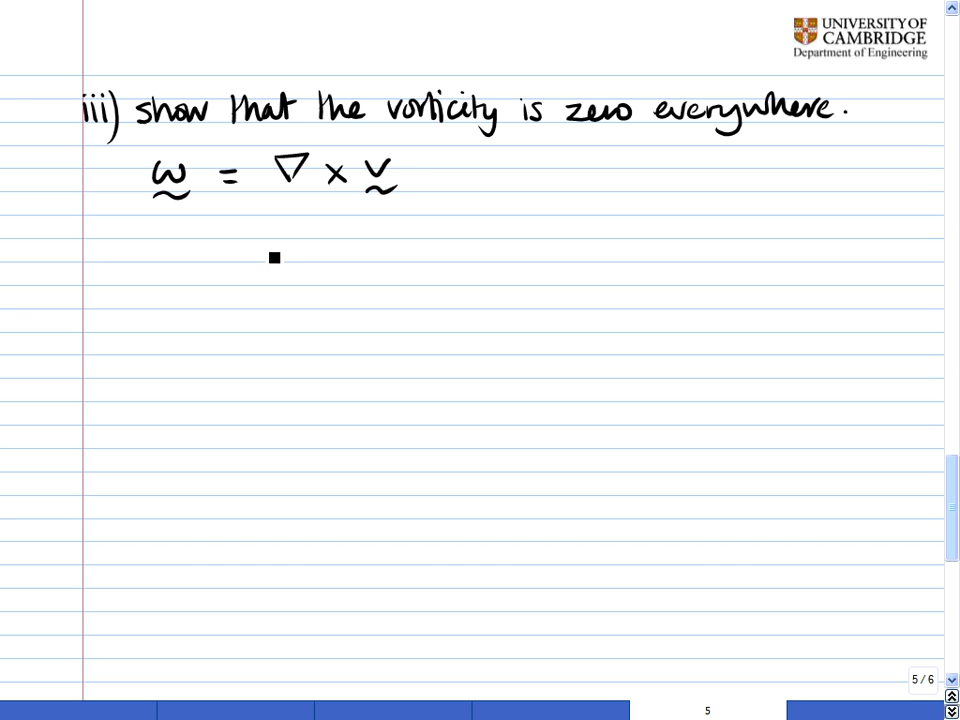 UNIVERSITY OF
CAMBRIDGE
Department of Engineering
iii) show that the vorticity is zero everywhere.
ω = ∇ × v
5 / 6
5